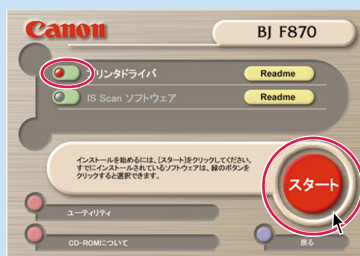 Canon
BJ F870
プリンタドライバ
Readme
IS Scan ソフトウェア
Readme
インストールを始めるには、[スタート]をクリックしてください。
すでにインストールされているソフトウェアは、緑のボタンを
クリックすると選択できます。
スタート
ユーティリティ
CD-ROMについて
戻る